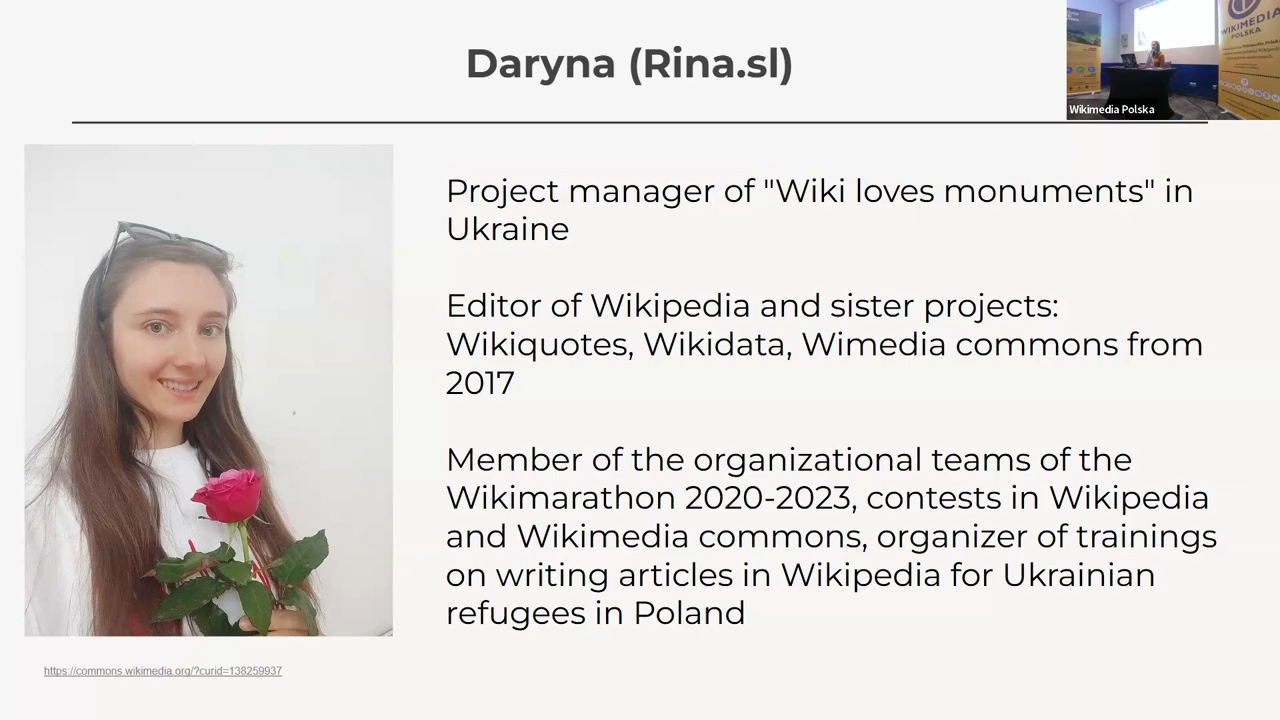 Daryna (Rina.sl)
WIKIMEDIA
POLSKA
Wikimedia Polska
Project manager of "Wiki loves monuments" in
Ukraine
Editor of Wikipedia and sister projects:
Wikiquotes, Wikidata, Wimedia commons from
2017
Member of the organizational teams of the
Wikimarathon 2020-2023, contests in Wikipedia
and Wikimedia commons, organizer of trainings
on writing articles in Wikipedia for Ukrainian
refugees in Poland
https://commons.wikimedia.org/?curid=138259937